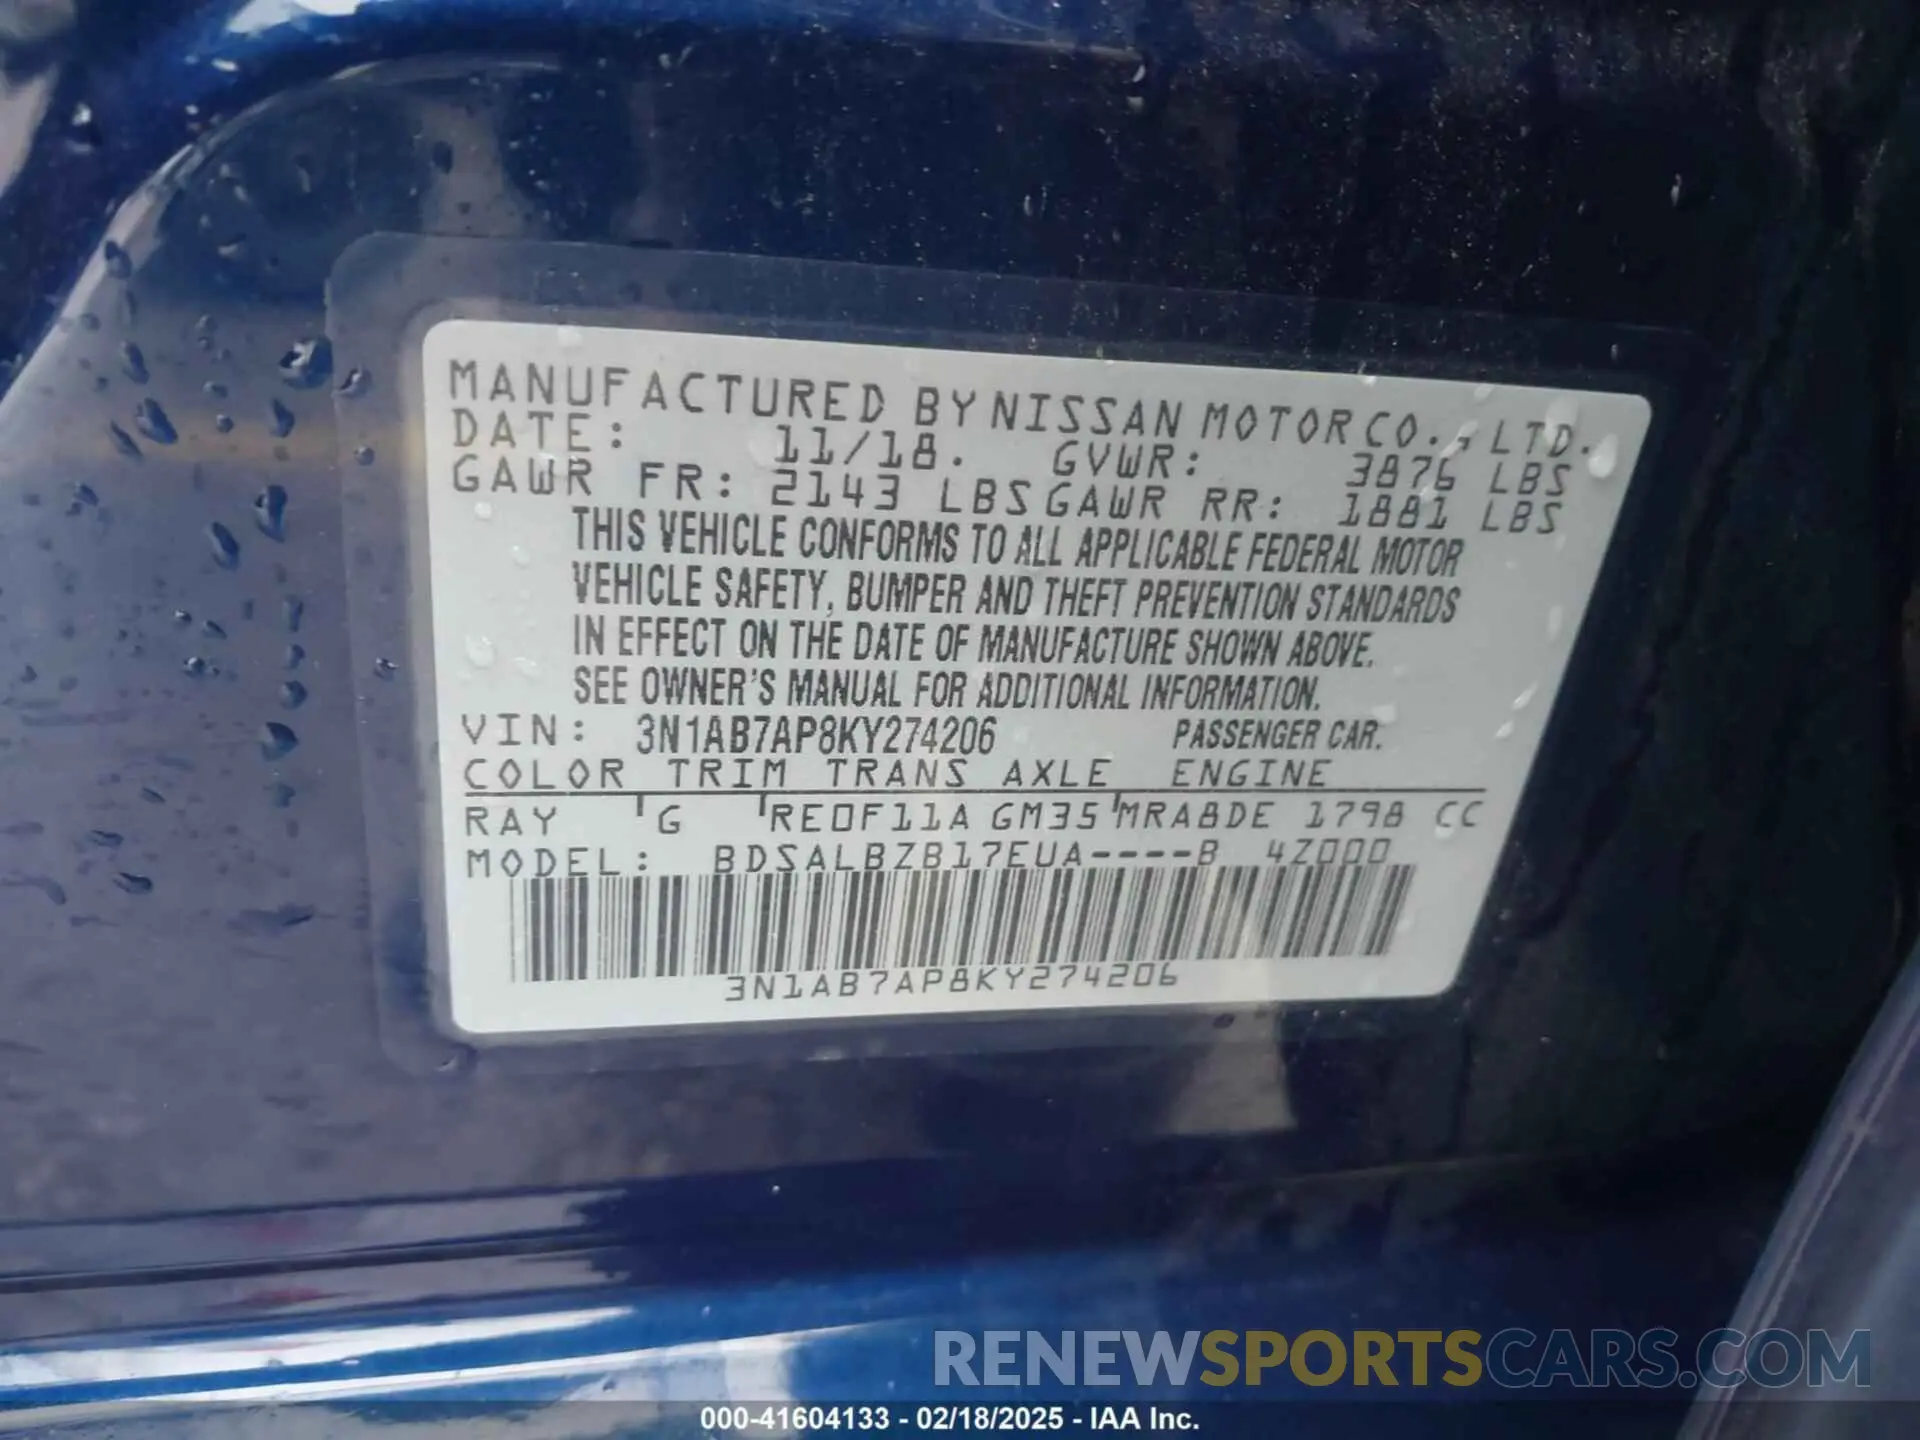 MANUFACTURED BY NISSAN MOTOR CO., LTD.
DATE: 11/18. GVWR: 3876 LBS
GAWR FR: 2143 LBS GAWR RR: 1881 LBS
THIS VEHICLE CONFORMS TO ALL APPLICABLE FEDERAL MOTOR
VEHICLE SAFETY, BUMPER AND THEFT PREVENTION STANDARDS
IN EFFECT ON THE DATE OF MANUFACTURE SHOWN ABOVE.
SEE OWNER'S MANUAL FOR ADDITIONAL INFORMATION.
VIN: 3N1AB7AP8KY274206 PASSENGER CAR.
COLOR TRIM TRANS AXLE ENGINE
RAY G RE0F11A GM35 MRA8DE 1798 CC
MODEL: BDSALBZB17EUA----B 4Z000
3N1AB7AP8KY274206
RENEWSPORTSCARS.COM
000-41604133 - 02/18/2025 - IAA Inc.